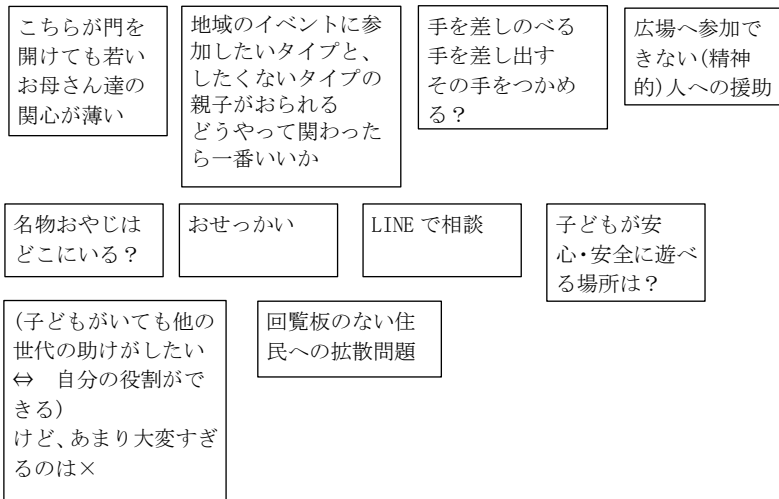 こちらが門を
開けても若い
お母さん達の
関心が薄い
地域のイベントに参
加したいタイプと、
したくないタイプの
親子がおられる
どうやって関わった
ら一番いいか
手を差しのべる
手を差し出す
その手をつかめ
る？
広場へ参加で
きない(精神
的)人への援助
名物おやじは
どこにいる？
おせっかい
LINE で相談
子どもが安
心・安全に遊べ
る場所は？
(子どもがいても他の
世代の助けがしたい
⇔　自分の役割がで
きる)
けど、あまり大変すぎ
るのは×
回覧板のない住
民への拡散問題